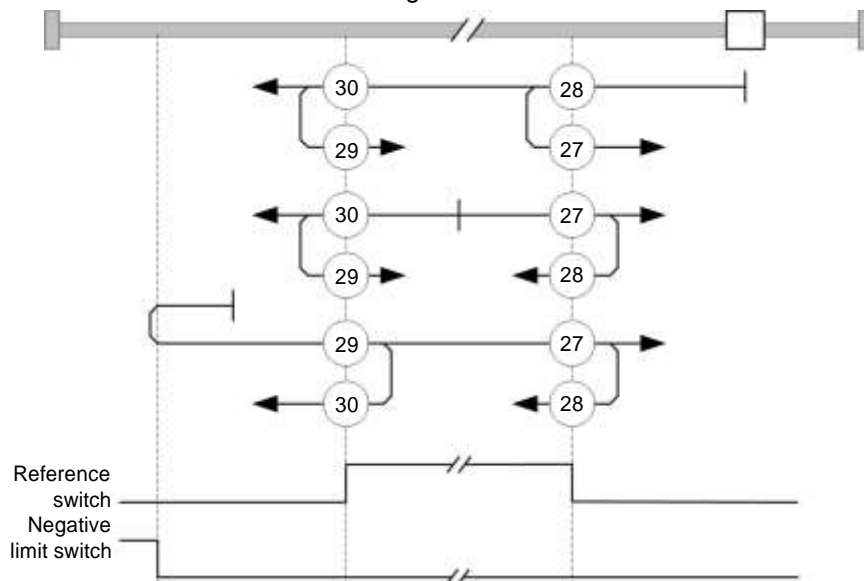 30 28
29 27
30 27
29 28
29 27
30 28
Reference
switch
Negative
limit switch